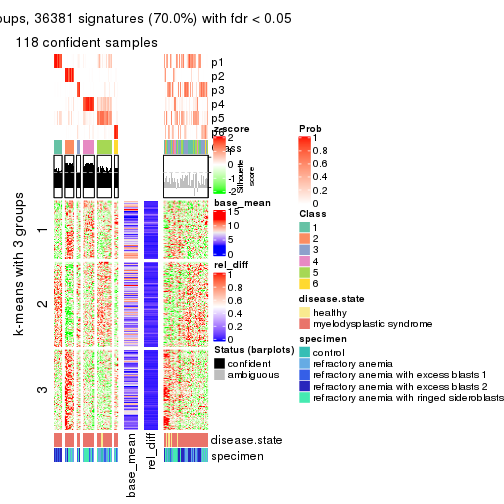 oups, 36381 signatures (70.0%) with fdr < 0.05
118 confident samples
p1
p2
p3
p4
p5
z-score
2
1
0
-1
-2
Silhouette
score
k-means with 3 groups
1
2
3
base_mean
15
10
5
0
rel_diff
1
0.8
0.6
0.4
0.2
0
Status (barplots)
confident
ambiguous
disease.state
specimen
base_mean
rel_diff
Prob
1
0.8
0.6
0.4
0.2
0
Class
1
2
3
4
5
6
disease.state
healthy
myelodysplastic syndrome
specimen
control
refractory anemia
refractory anemia with excess blasts 1
refractory anemia with excess blasts 2
refractory anemia with ringed sideroblasts